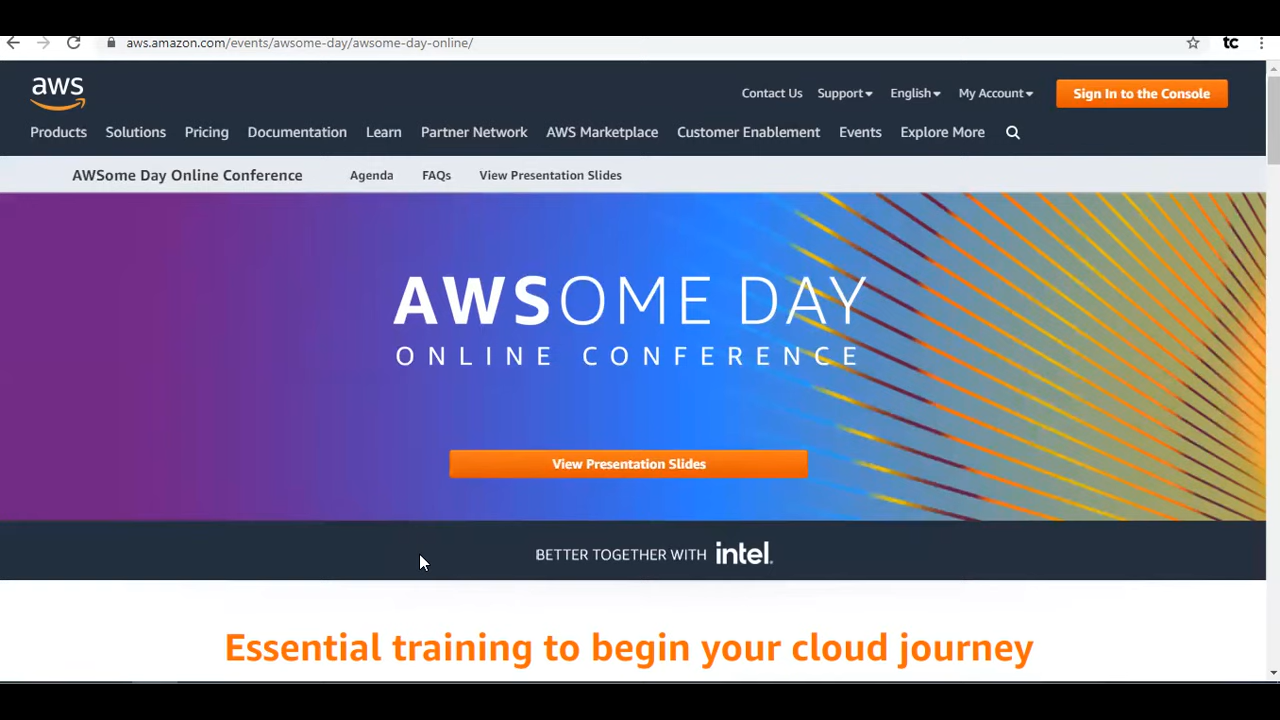 aws.amazon.com/events/awsome-day/awsome-day-online/
tc
aws
Contact Us Support English My Account Sign In to the Console
Products Solutions Pricing Documentation Learn Partner Network AWS Marketplace Customer Enablement Events Explore More
AWSome Day Online Conference Agenda FAQs View Presentation Slides
AWSOME DAY
ONLINE CONFERENCE
View Presentation Slides
BETTER TOGETHER WITH intel.
Essential training to begin your cloud journey